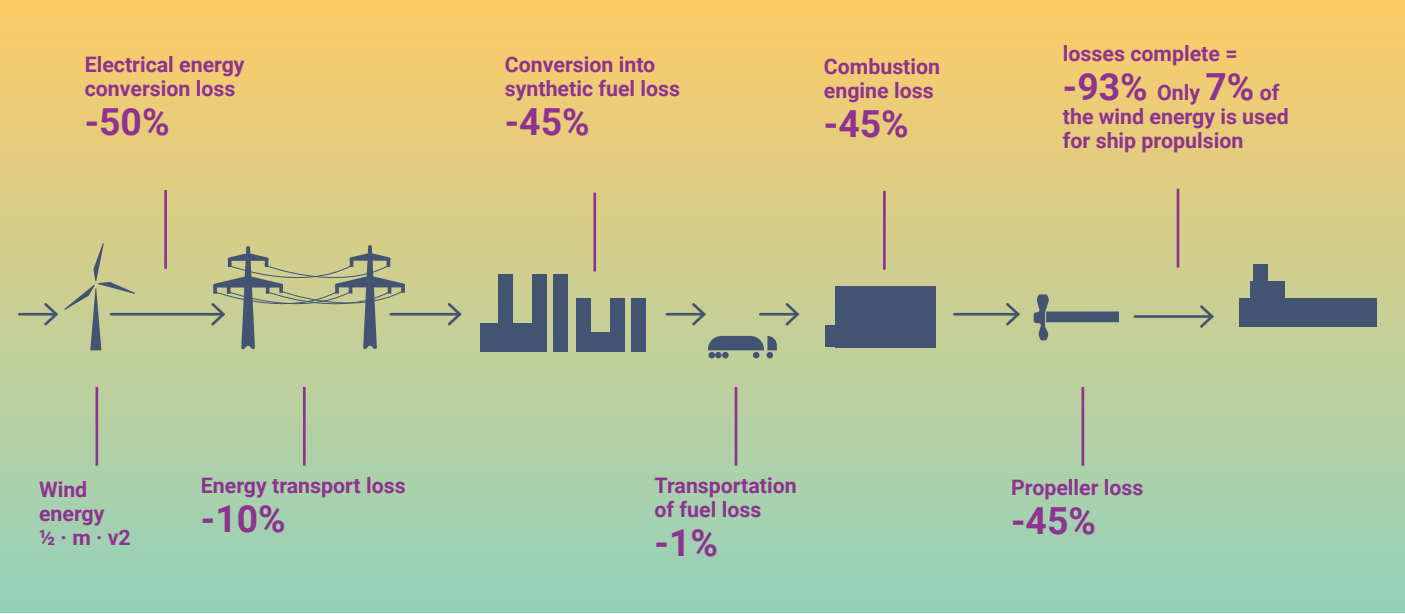 Electrical energy
conversion loss
-50%
Conversion into
synthetic fuel loss
-45%
Combustion
engine loss
-45%
losses complete =
-93% Only 7% of
the wind energy is used
for ship propulsion
Wind
energy
½ · m · v2
Energy transport loss
-10%
Transportation
of fuel loss
-1%
Propeller loss
-45%